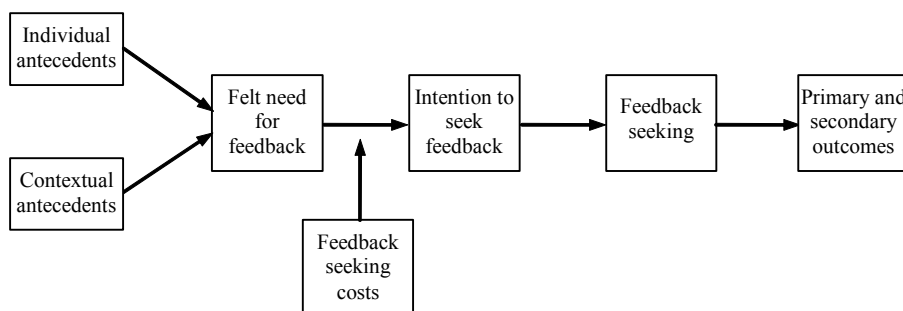 Individual
antecedents
Contextual
antecedents
Felt need
for
feedback
Feedback
seeking
costs
Intention to
seek
feedback
Feedback
seeking
Primary and
secondary
outcomes